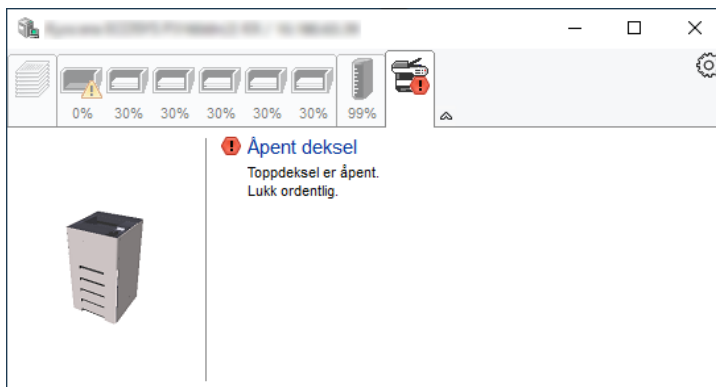 0% 30% 30% 30% 30% 30% 99%
Åpent deksel
Toppdeksel er åpent.
Lukk ordentlig.